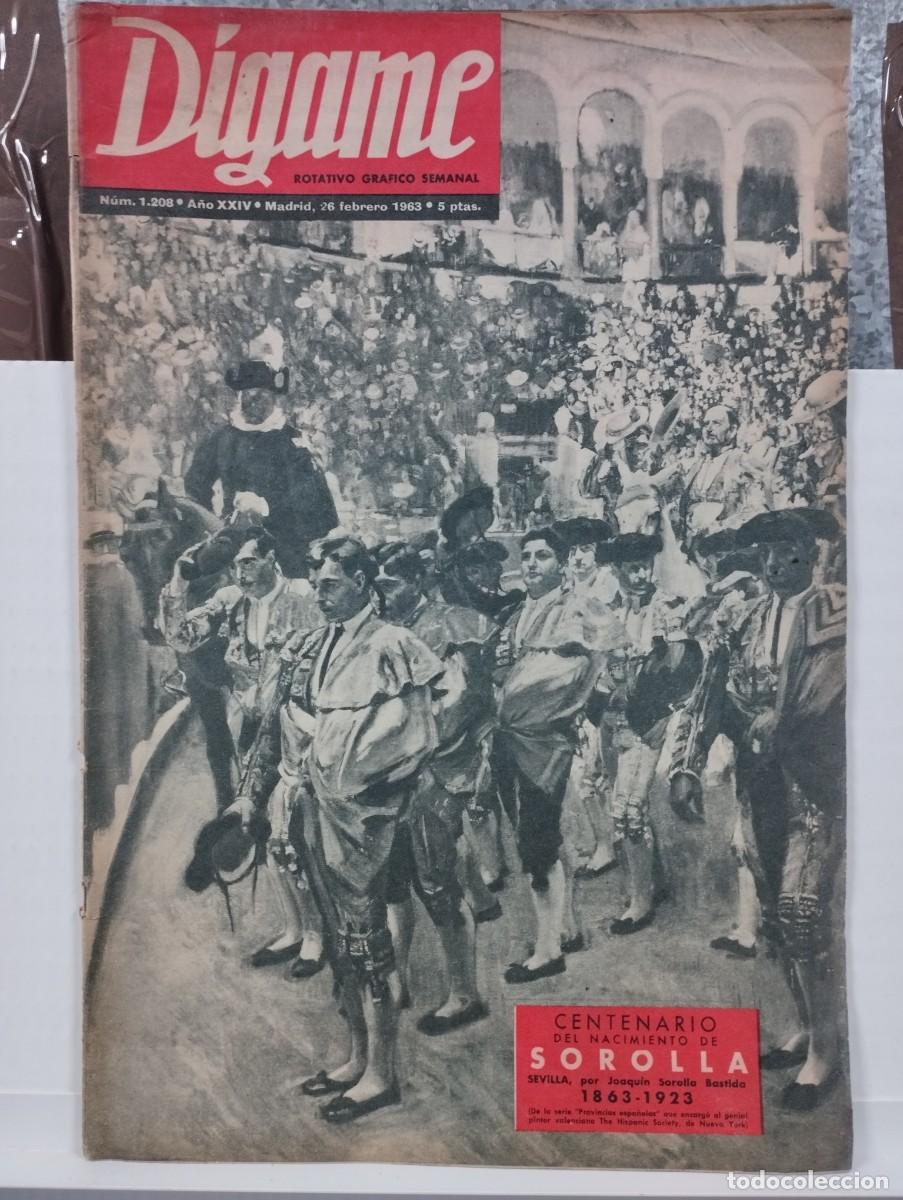 Dígame
ROTATIVO GRAFICO SEMANAL
Núm. 1.208 • Año XXIV • Madrid, 26 febrero 1963 • 5 ptas.
CENTENARIO
DEL NACIMIENTO DE
SOROLLA
SEVILLA, por Joaquín Sorolla Bastida
1863-1923
(De la serie "Provincias españolas" que encargó al genial
pintor valenciano The Hispanic Society, de Nueva York)
todocoleccion